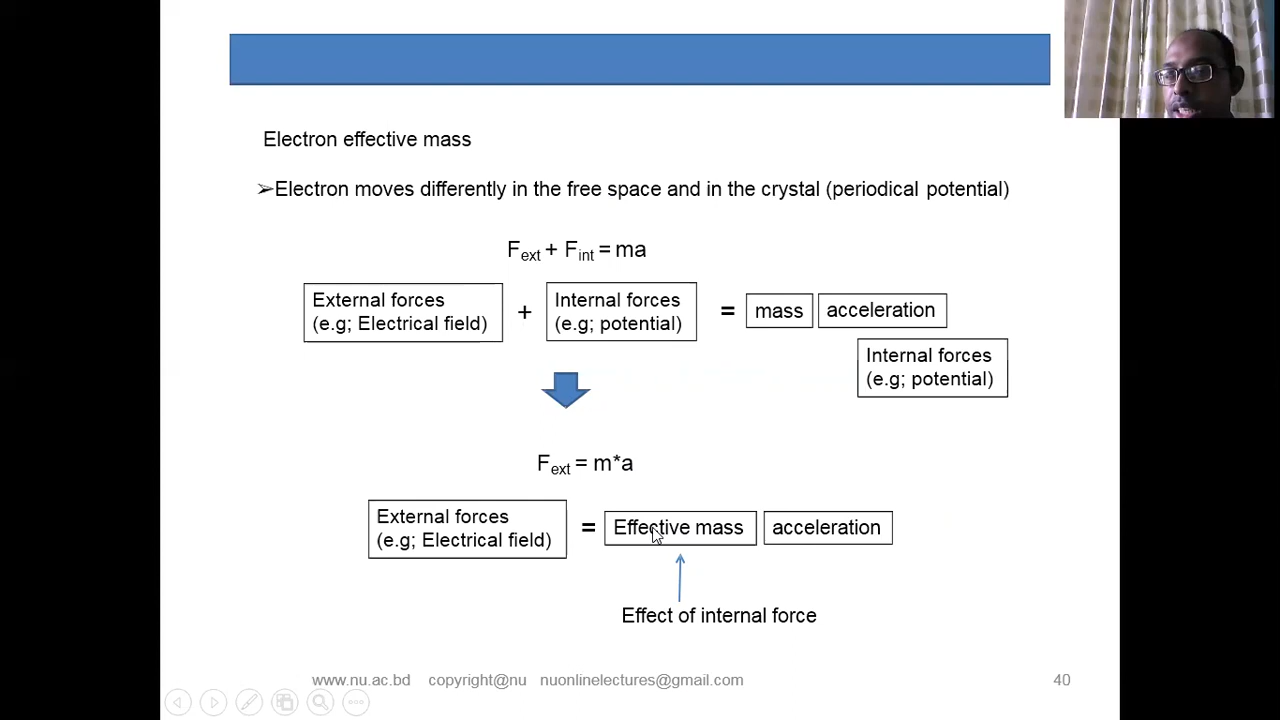 Electron effective mass
➢Electron moves differently in the free space and in the crystal (periodical potential)
Fext + Fint = ma
External forces
(e.g; Electrical field)
+
Internal forces
(e.g; potential)
=
mass
acceleration
Internal forces
(e.g; potential)
Fext = m*a
External forces
(e.g; Electrical field)
=
Effective mass
acceleration
Effect of internal force
www.nu.ac.bd copyright@nu nuonlinelectures@gmail.com 40